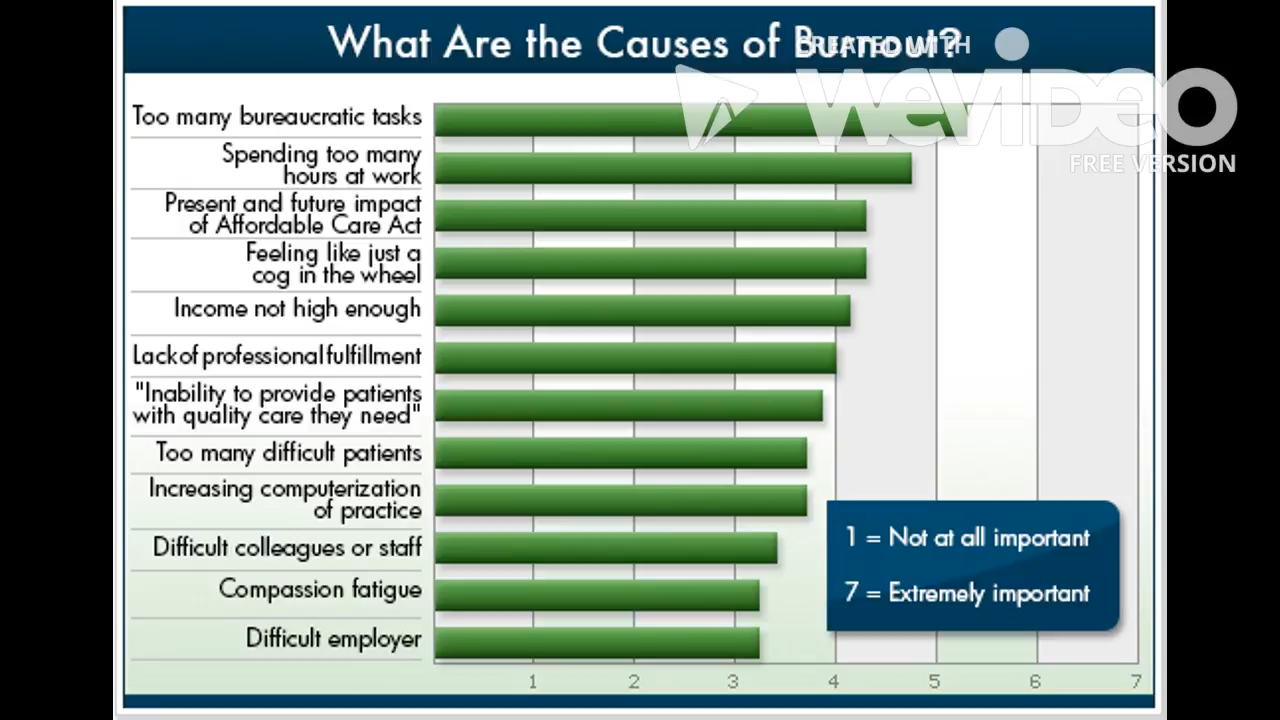 What Are the Causes of Burnout?
CREATED WITH
WeVideo
FREE VERSION
Too many bureaucratic tasks
Spending too many
hours at work
Present and future impact
of Affordable Care Act
Feeling like just a
cog in the wheel
Income not high enough
Lack of professional fulfillment
"Inability to provide patients
with quality care they need"
Too many difficult patients
Increasing computerization
of practice
Difficult colleagues or staff
Compassion fatigue
Difficult employer
1 = Not at all important
7 = Extremely important
1 2 3 4 5 6 7